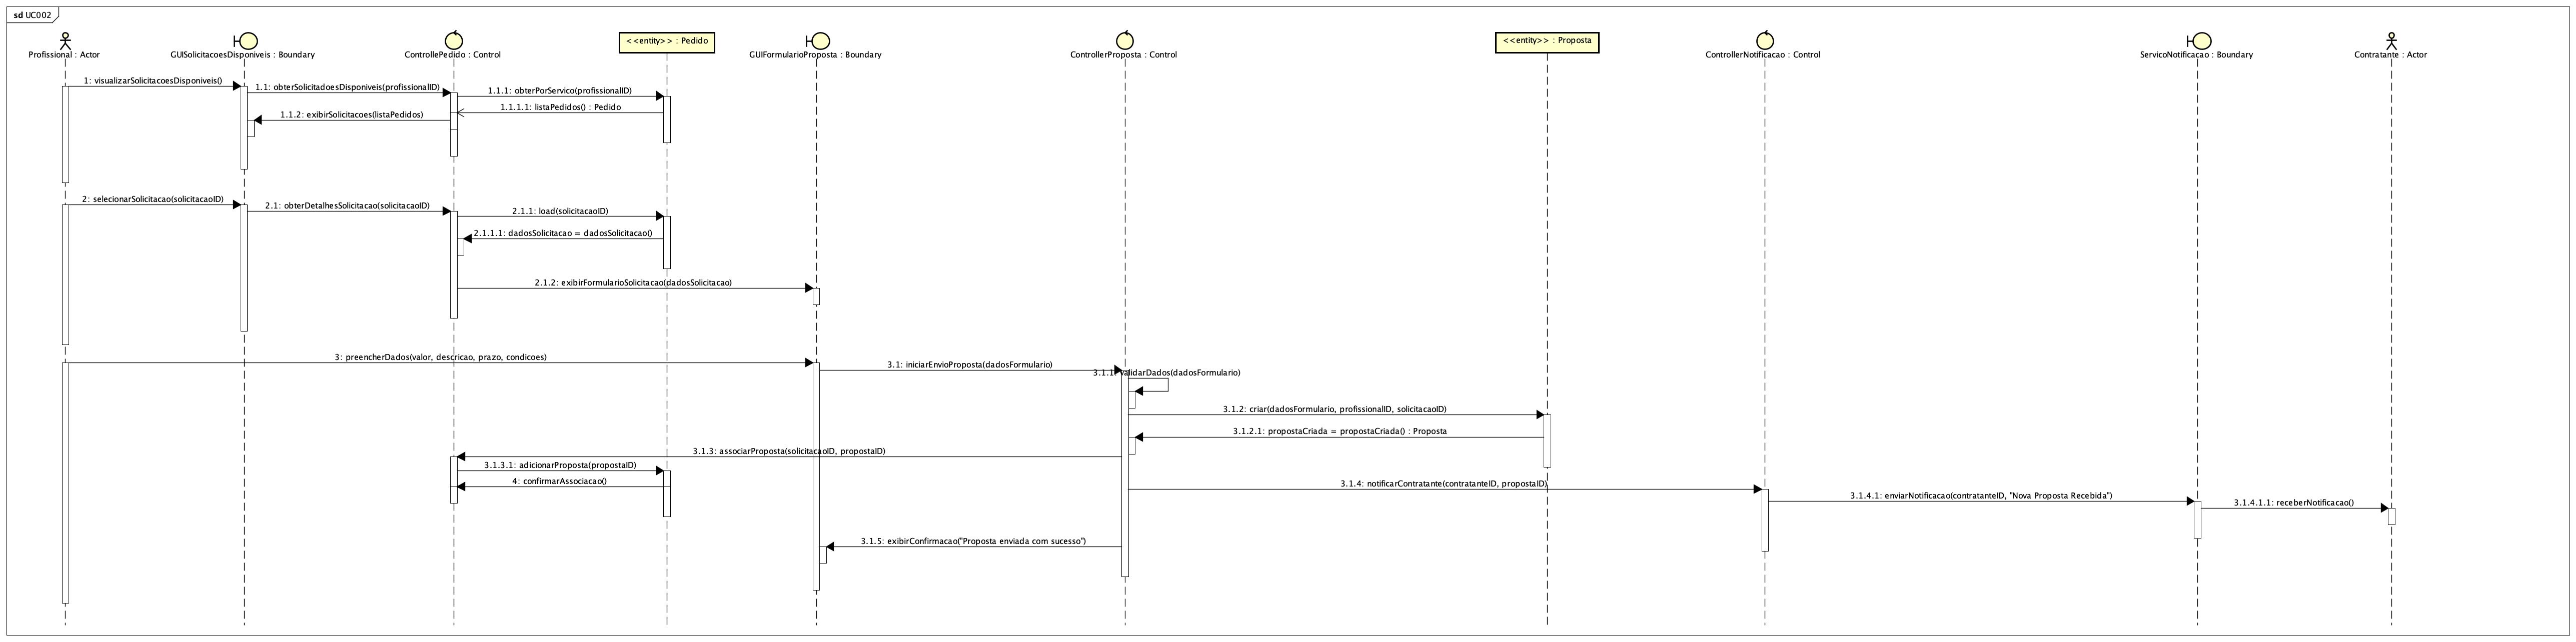 sd UC002
Profissional : Actor
GUISolicitacoesDisponiveis : Boundary
ControllePedido : Control
<<entity>> : Pedido
GUIFormularioProposta : Boundary
ControllerProposta : Control
<<entity>> : Proposta
ControllerNotificacao : Control
ServicoNotificacao : Boundary
Contratante : Actor
1: visualizarSolicitacoesDisponiveis()
1.1: obterSolicitadoesDisponiveis(profissionalID)
1.1.1: obterPorServico(profissionalID)
1.1.1.1: listaPedidos() : Pedido
1.1.2: exibirSolicitacoes(listaPedidos)
2: selecionarSolicitacao(solicitacaoID)
2.1: obterDetalhesSolicitacao(solicitacaoID)
2.1.1: load(solicitacaoID)
2.1.1.1: dadosSolicitacao = dadosSolicitacao()
2.1.2: exibirFormularioSolicitacao(dadosSolicitacao)
3: preencherDados(valor, descricao, prazo, condicoes)
3.1: iniciarEnvioProposta(dadosFormulario)
3.1.1: validarDados(dadosFormulario)
3.1.2: criar(dadosFormulario, profissionalID, solicitacaoID)
3.1.2.1: propostaCriada = propostaCriada() : Proposta
3.1.3: associarProposta(solicitacaoID, propostaID)
3.1.3.1: adicionarProposta(propostaID)
4: confirmarAssociacao()
3.1.4: notificarContratante(contratanteID, propostaID)
3.1.4.1: enviarNotificacao(contratanteID, "Nova Proposta Recebida")
3.1.4.1.1: receberNotificacao()
3.1.5: exibirConfirmacao("Proposta enviada com sucesso")